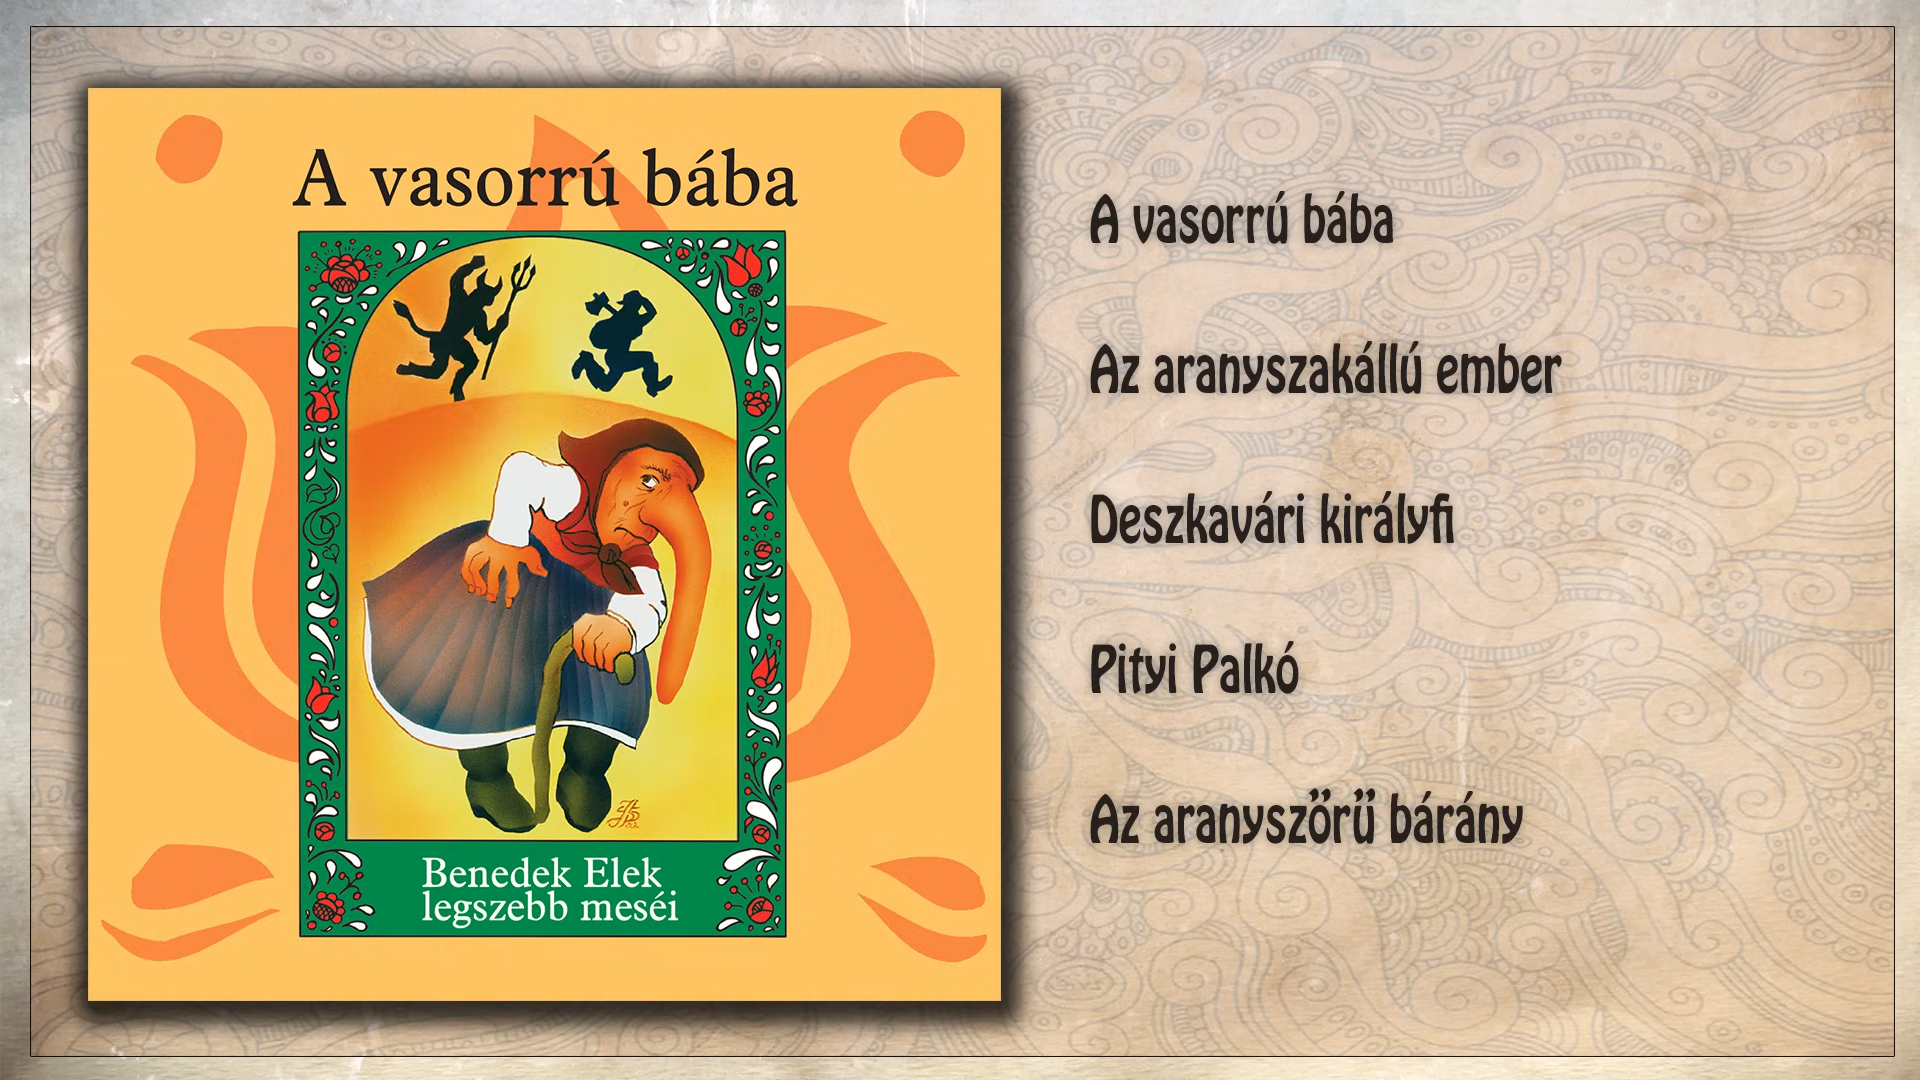 A vasorrú bába
Benedek Elek
legszebb meséi
A vasorrú bába
Az aranyszakállú ember
Deszkavári királyfi
Pityi Palkó
Az aranyszőrű bárány